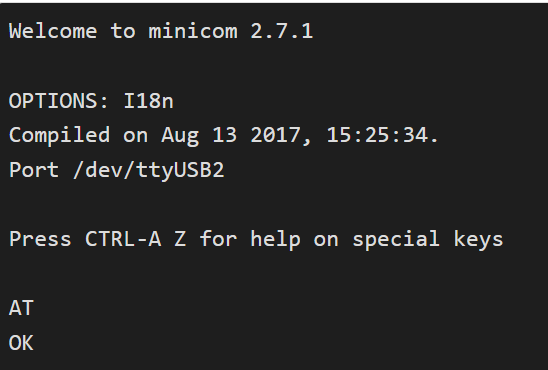 Welcome to minicom 2.7.1
OPTIONS: I18n
Compiled on Aug 13 2017, 15:25:34.
Port /dev/ttyUSB2
Press CTRL-A Z for help on special keys
AT
OK